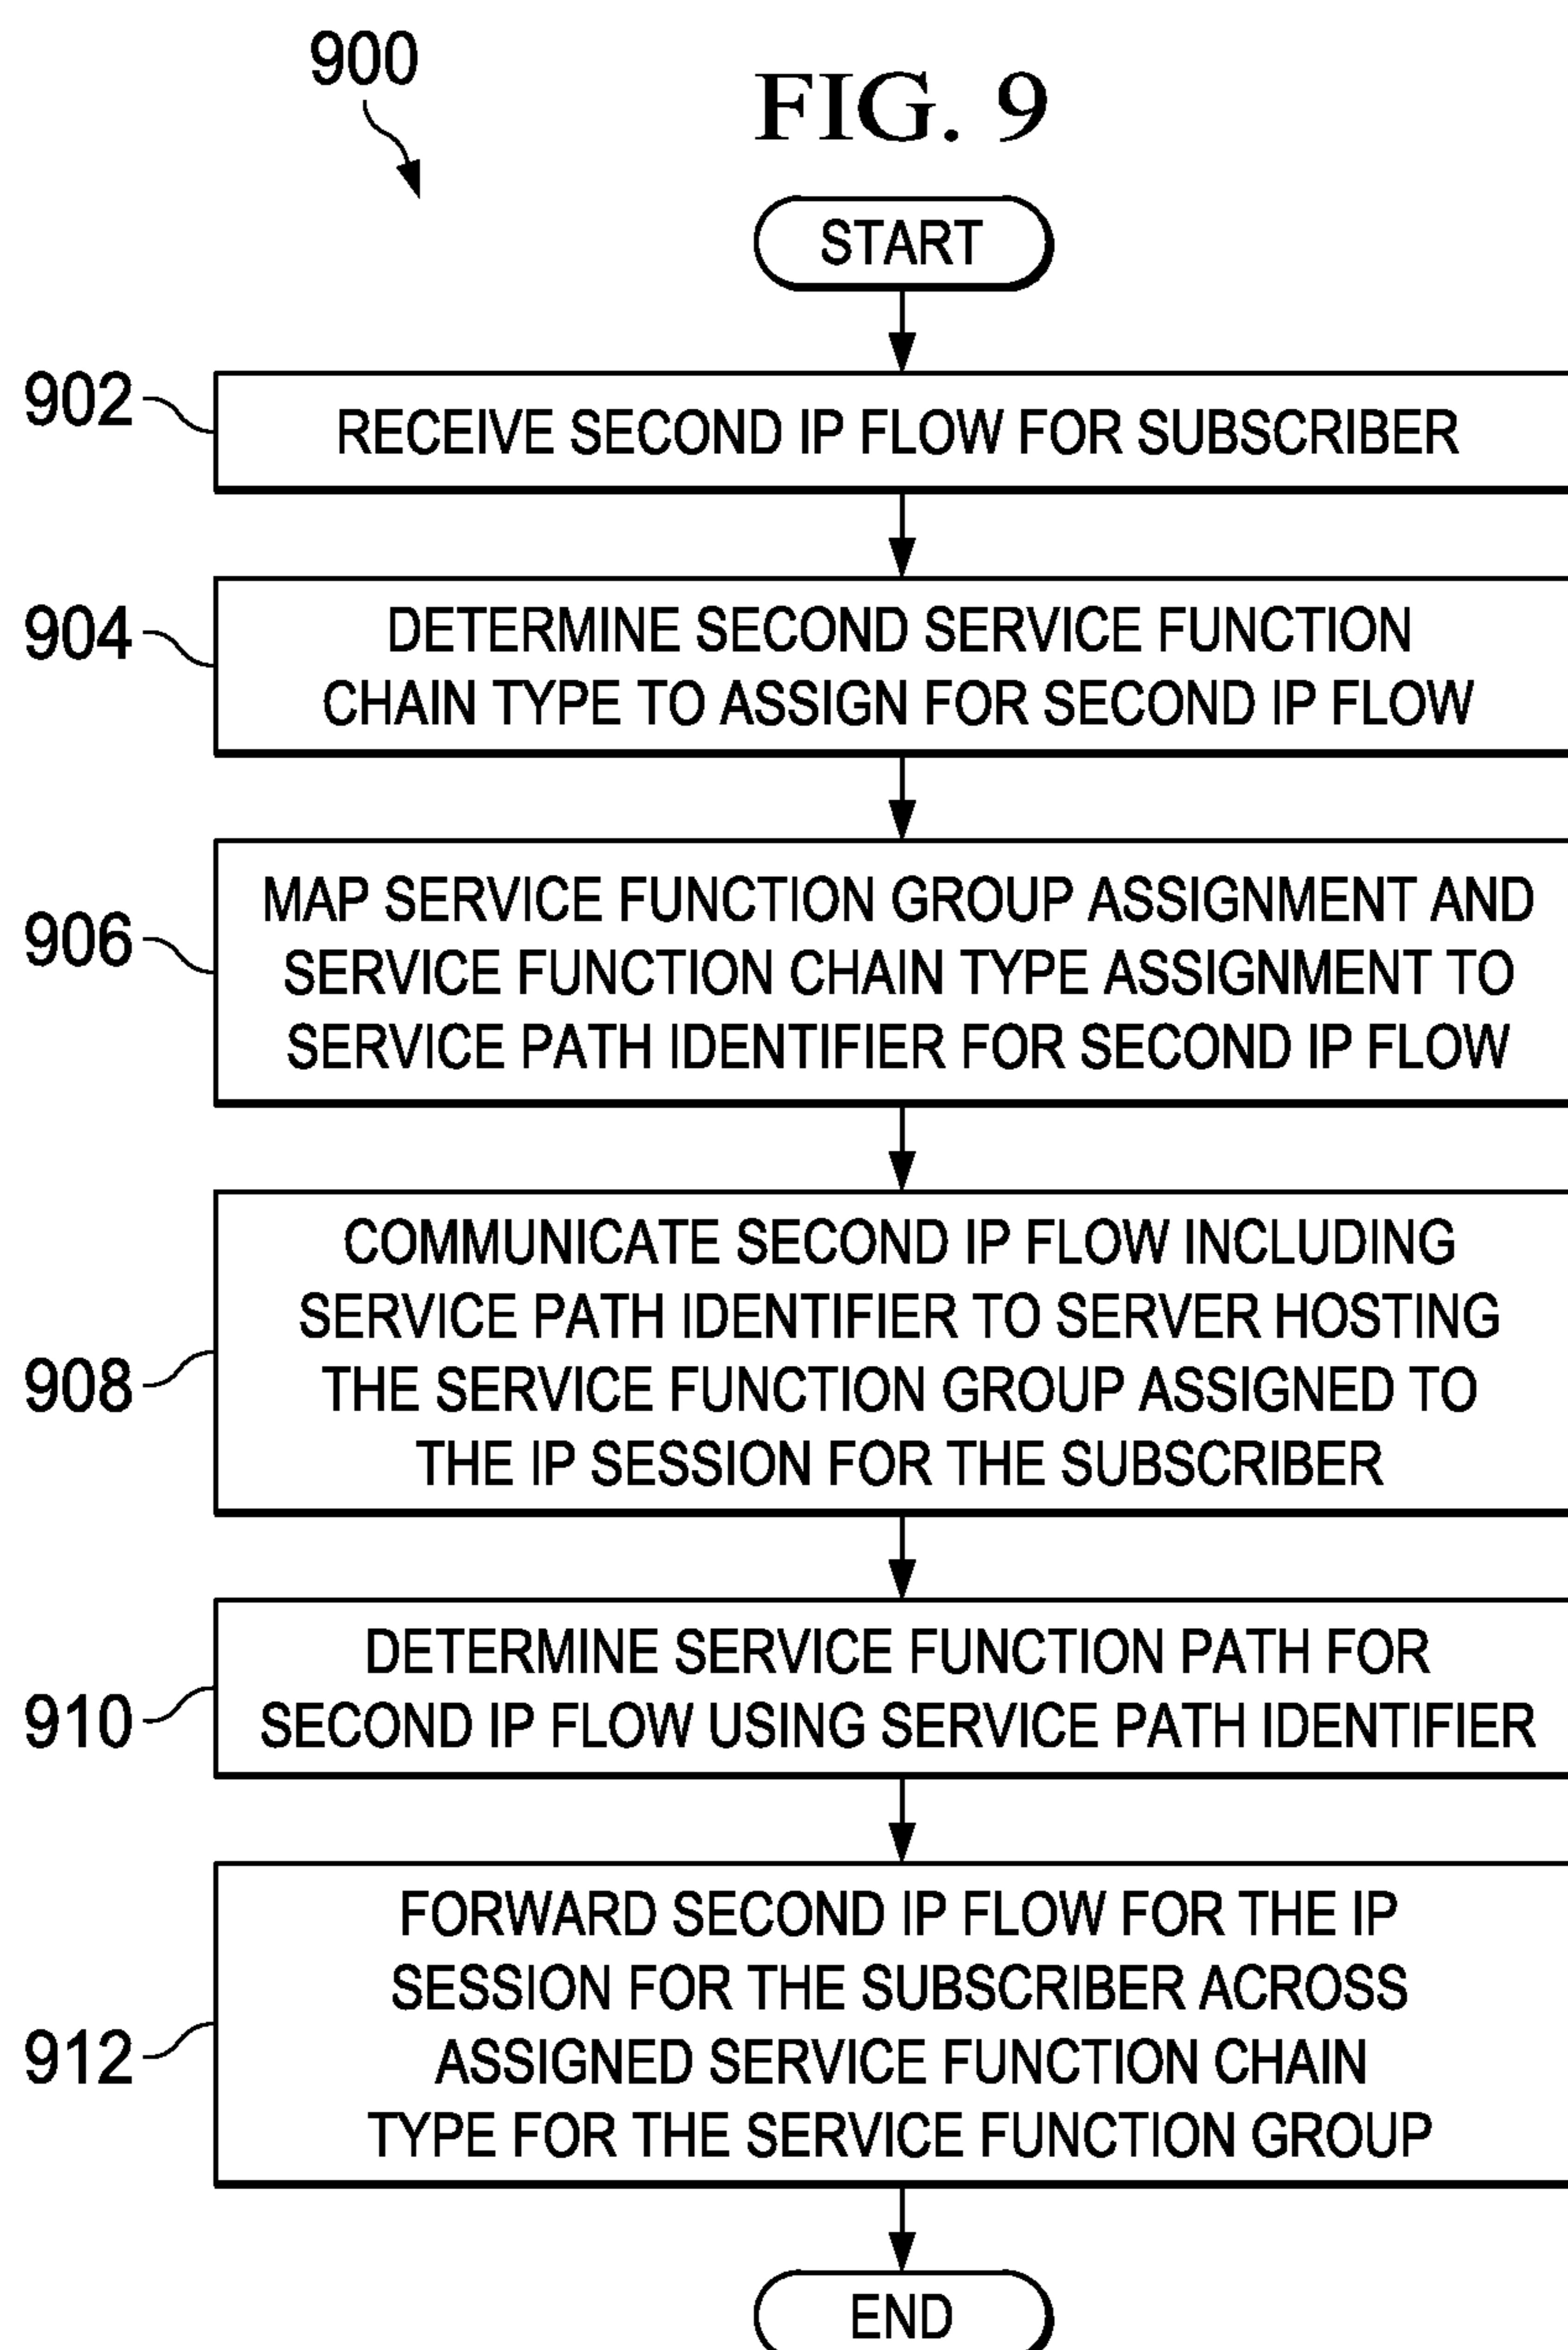 900
FIG. 9
START
902
RECEIVE SECOND IP FLOW FOR SUBSCRIBER
904
DETERMINE SECOND SERVICE FUNCTION
CHAIN TYPE TO ASSIGN FOR SECOND IP FLOW
906
MAP SERVICE FUNCTION GROUP ASSIGNMENT AND
SERVICE FUNCTION CHAIN TYPE ASSIGNMENT TO
SERVICE PATH IDENTIFIER FOR SECOND IP FLOW
908
COMMUNICATE SECOND IP FLOW INCLUDING
SERVICE PATH IDENTIFIER TO SERVER HOSTING
THE SERVICE FUNCTION GROUP ASSIGNED TO
THE IP SESSION FOR THE SUBSCRIBER
910
DETERMINE SERVICE FUNCTION PATH FOR
SECOND IP FLOW USING SERVICE PATH IDENTIFIER
912
FORWARD SECOND IP FLOW FOR THE IP
SESSION FOR THE SUBSCRIBER ACROSS
ASSIGNED SERVICE FUNCTION CHAIN
TYPE FOR THE SERVICE FUNCTION GROUP
END